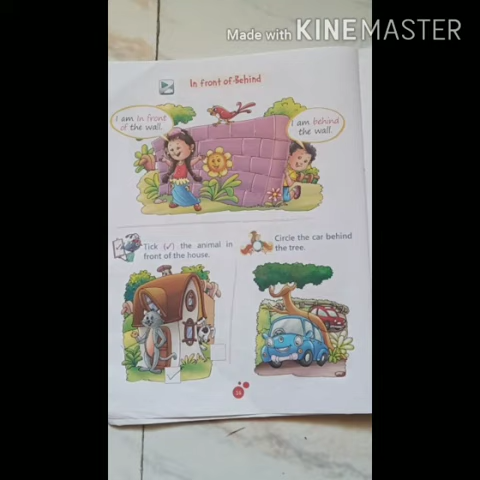 Made with KINEMASTER
In front of-Behind
I am In front
of the wall.
I am behind
the wall.
Tick (✓) the animal in
front of the house.
Circle the car behind
the tree.